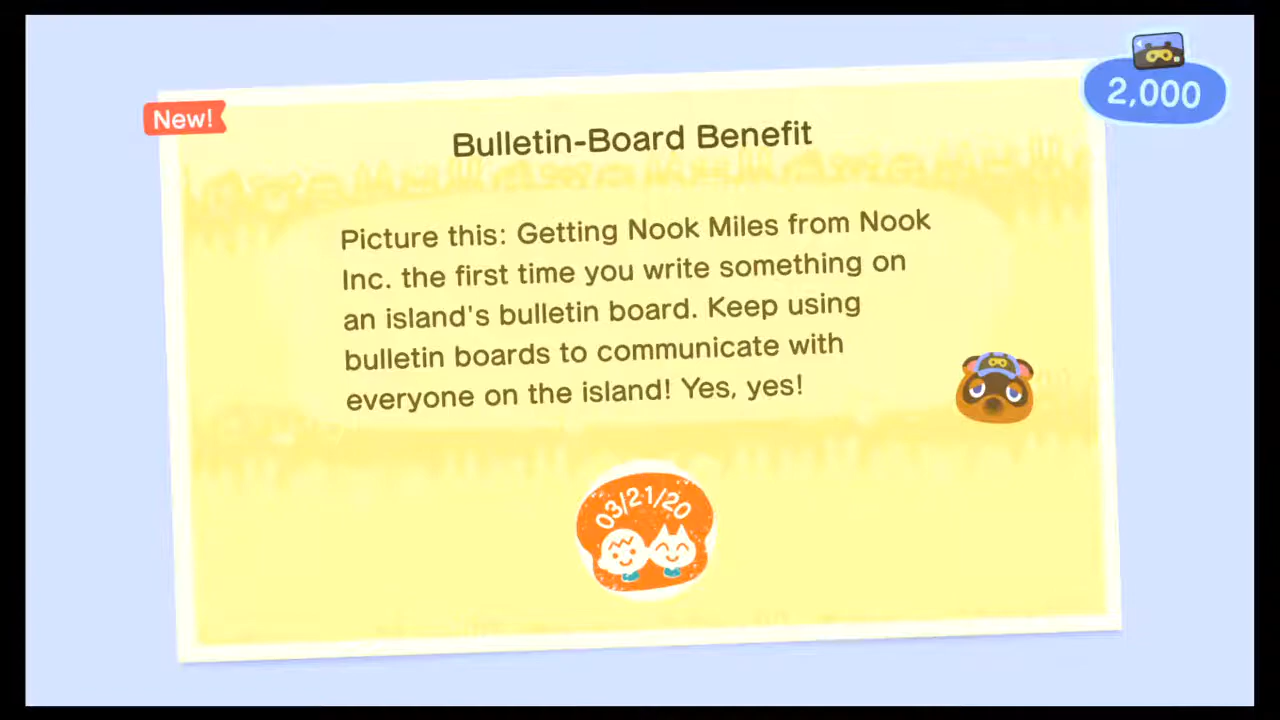 2,000
New!
Bulletin-Board Benefit
Picture this: Getting Nook Miles from Nook
Inc. the first time you write something on
an island's bulletin board. Keep using
bulletin boards to communicate with
everyone on the island! Yes, yes!
03/21/20